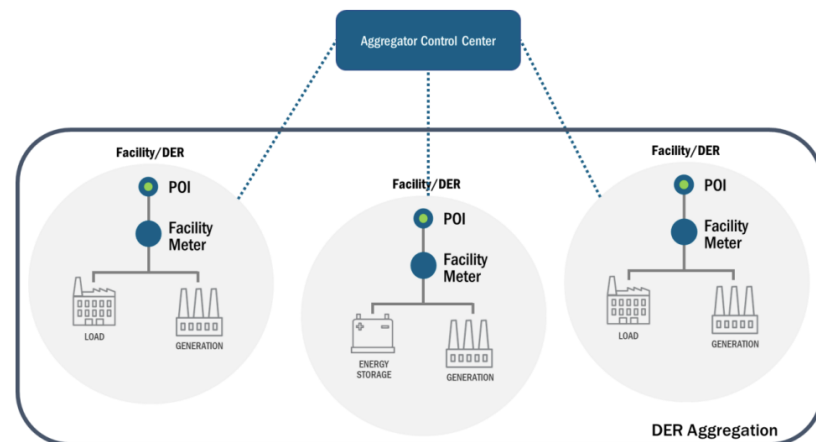 Aggregator Control Center
Facility/DER
POI
Facility
Meter
LOAD
GENERATION
Facility/DER
POI
Facility
Meter
ENERGY
STORAGE
GENERATION
Facility/DER
POI
Facility
Meter
LOAD
GENERATION
DER Aggregation